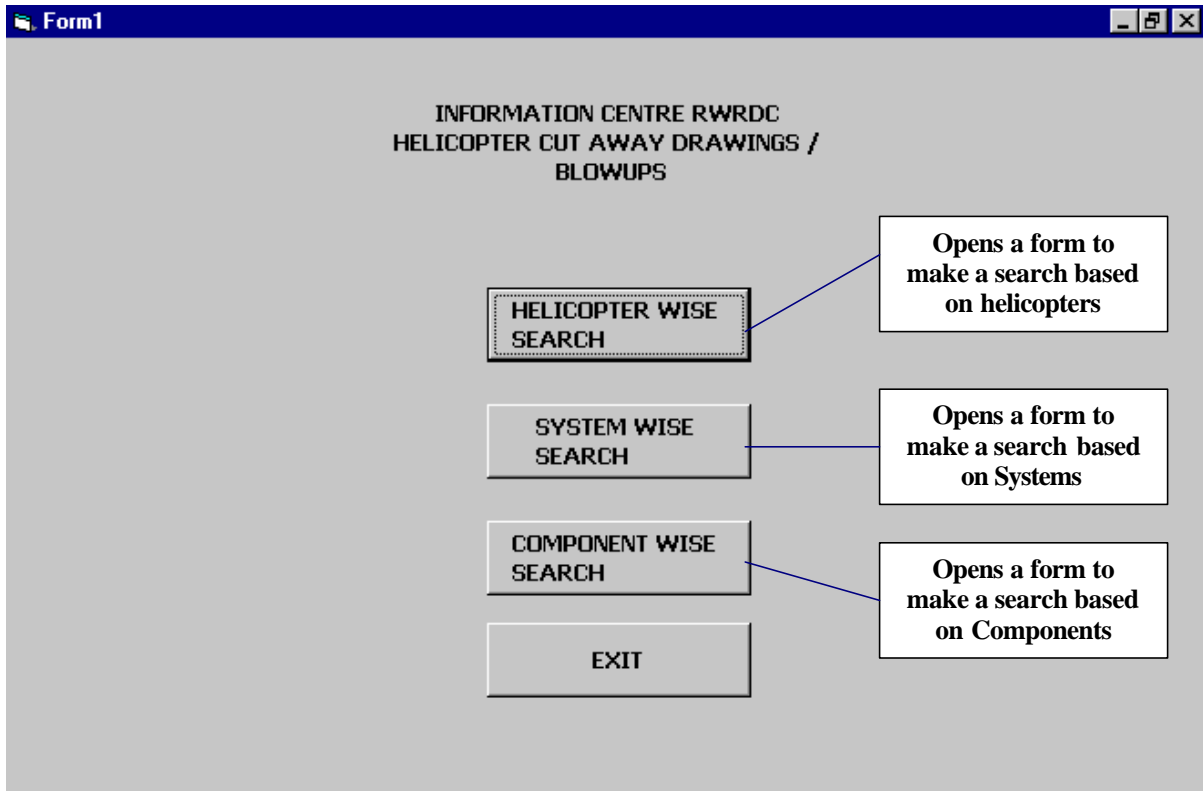 Form1
INFORMATION CENTRE RWRDC
HELICOPTER CUT AWAY DRAWINGS /
BLOWUPS
HELICOPTER WISE
SEARCH
Opens a form to
make a search based
on helicopters
SYSTEM WISE
SEARCH
Opens a form to
make a search based
on Systems
COMPONENT WISE
SEARCH
Opens a form to
make a search based
on Components
EXIT